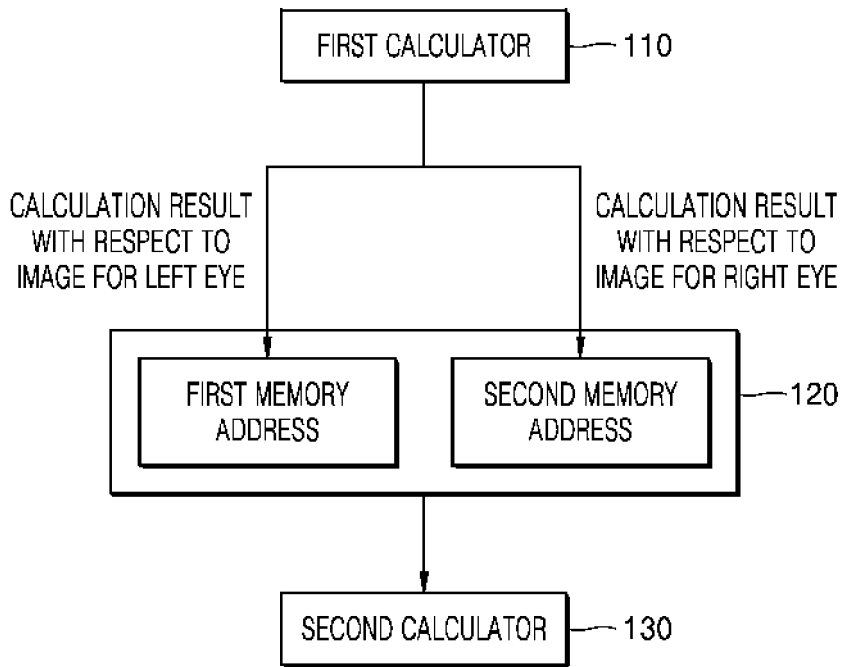 FIRST CALCULATOR
110
CALCULATION RESULT
WITH RESPECT TO
IMAGE FOR LEFT EYE
CALCULATION RESULT
WITH RESPECT TO
IMAGE FOR RIGHT EYE
FIRST MEMORY
ADDRESS
SECOND MEMORY
ADDRESS
120
SECOND CALCULATOR
130